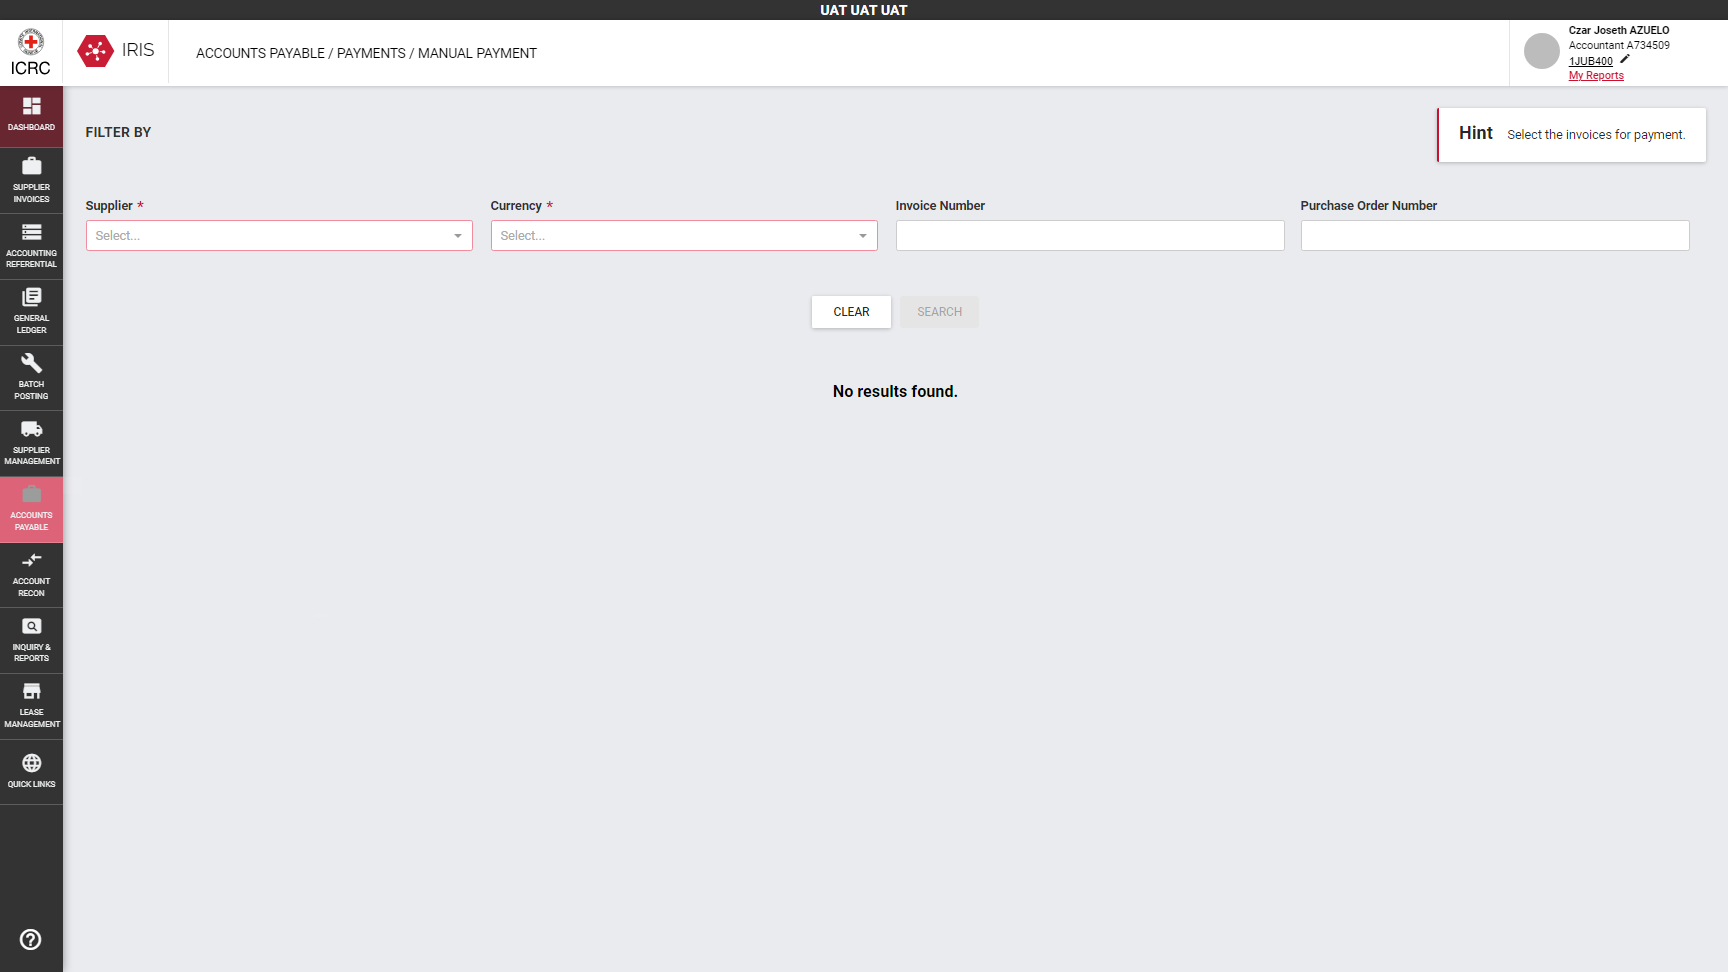 UAT UAT UAT
ICRC
IRIS
ACCOUNTS PAYABLE / PAYMENTS / MANUAL PAYMENT
Czar Joseth AZUELO
Accountant A734509
1JUB400
My Reports
DASHBOARD
SUPPLIER
INVOICES
ACCOUNTING
REFERENTIAL
GENERAL
LEDGER
BATCH
POSTING
SUPPLIER
MANAGEMENT
ACCOUNTS
PAYABLE
ACCOUNT
RECON
INQUIRY &
REPORTS
LEASE
MANAGEMENT
QUICK LINKS
FILTER BY
Hint Select the invoices for payment.
Supplier * Currency * Invoice Number Purchase Order Number
Select... Select...
CLEAR SEARCH
No results found.